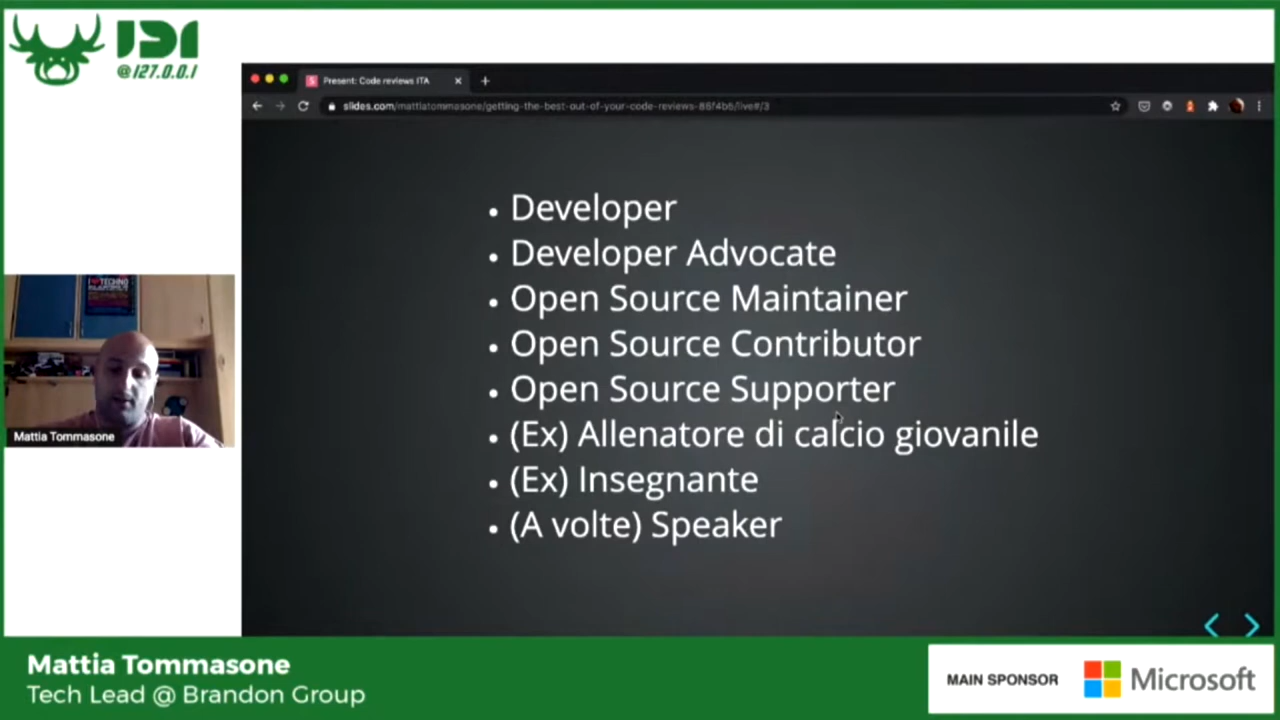 JDI
@127.0.0.1
Present: Code reviews ITA
slides.com/mattiatommasone/getting-the-best-out-of-your-code-reviews-86f4b6/live#/3
• Developer
• Developer Advocate
• Open Source Maintainer
• Open Source Contributor
• Open Source Supporter
• (Ex) Allenatore di calcio giovanile
• (Ex) Insegnante
• (A volte) Speaker
I ♥ TECHNO
Mattia Tommasone
Mattia Tommasone
Tech Lead @ Brandon Group
MAIN SPONSOR
Microsoft